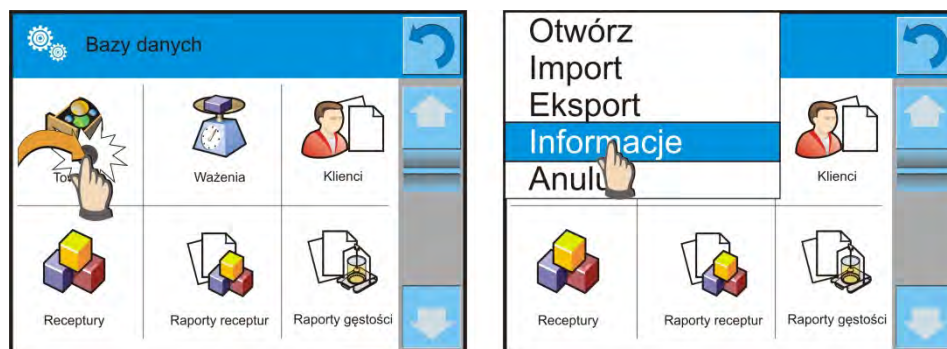 Bazy danych
Ważenia
Klienci
Receptury
Raporty receptur
Raporty gęstości
Otwórz
Import
Eksport
Informacje
Klienci
Receptury
Raporty receptur
Raporty gęstości